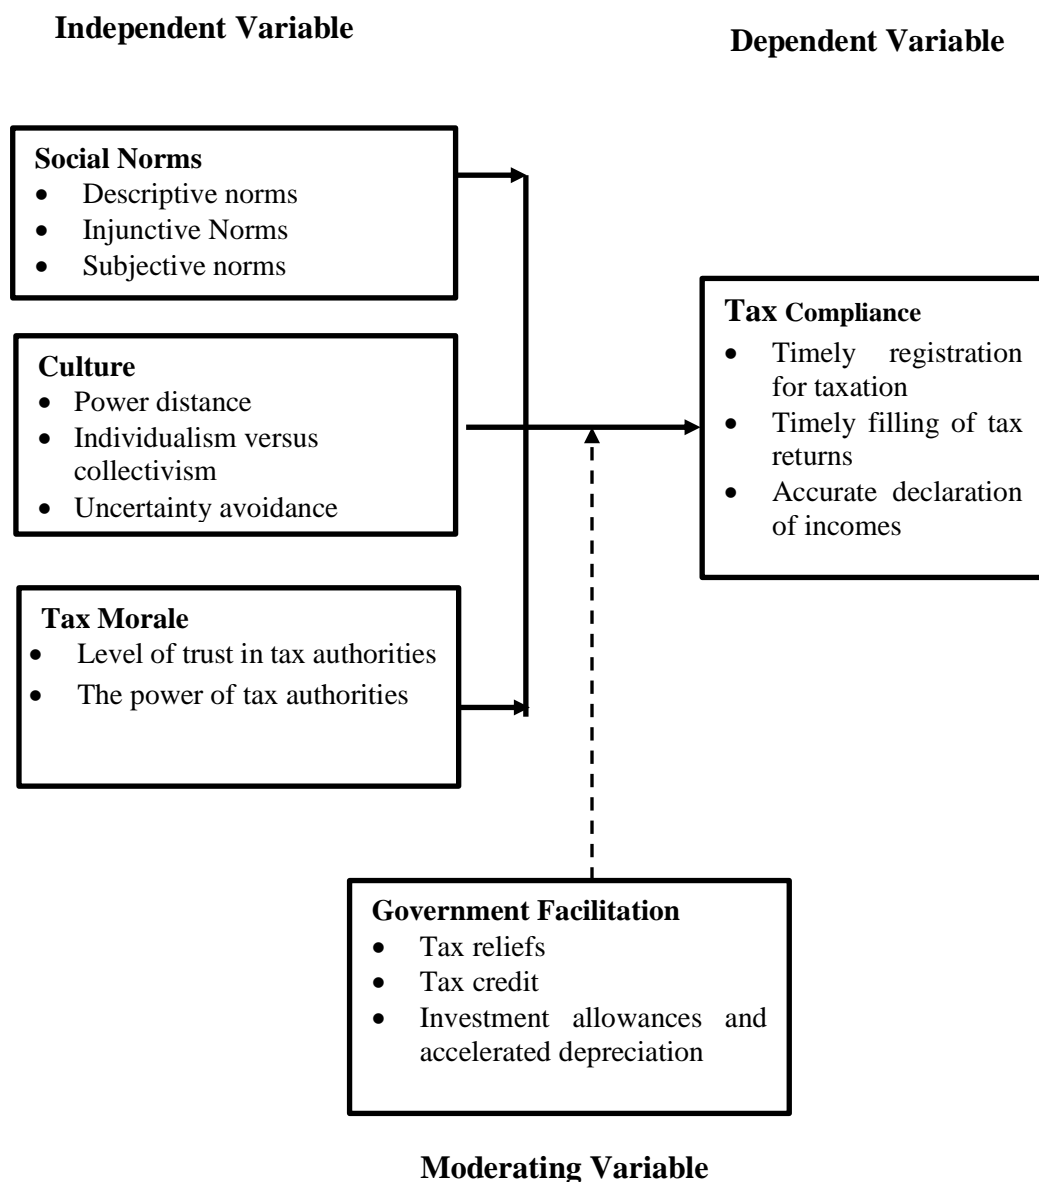 Independent Variable
Dependent Variable
Social Norms
• Descriptive norms
• Injunctive Norms
• Subjective norms
Culture
• Power distance
• Individualism versus
collectivism
• Uncertainty avoidance
Tax Morale
• Level of trust in tax authorities
• The power of tax authorities
Tax Compliance
• Timely registration
for taxation
• Timely filling of tax
returns
• Accurate declaration
of incomes
Government Facilitation
• Tax reliefs
• Tax credit
• Investment allowances and
accelerated depreciation
Moderating Variable